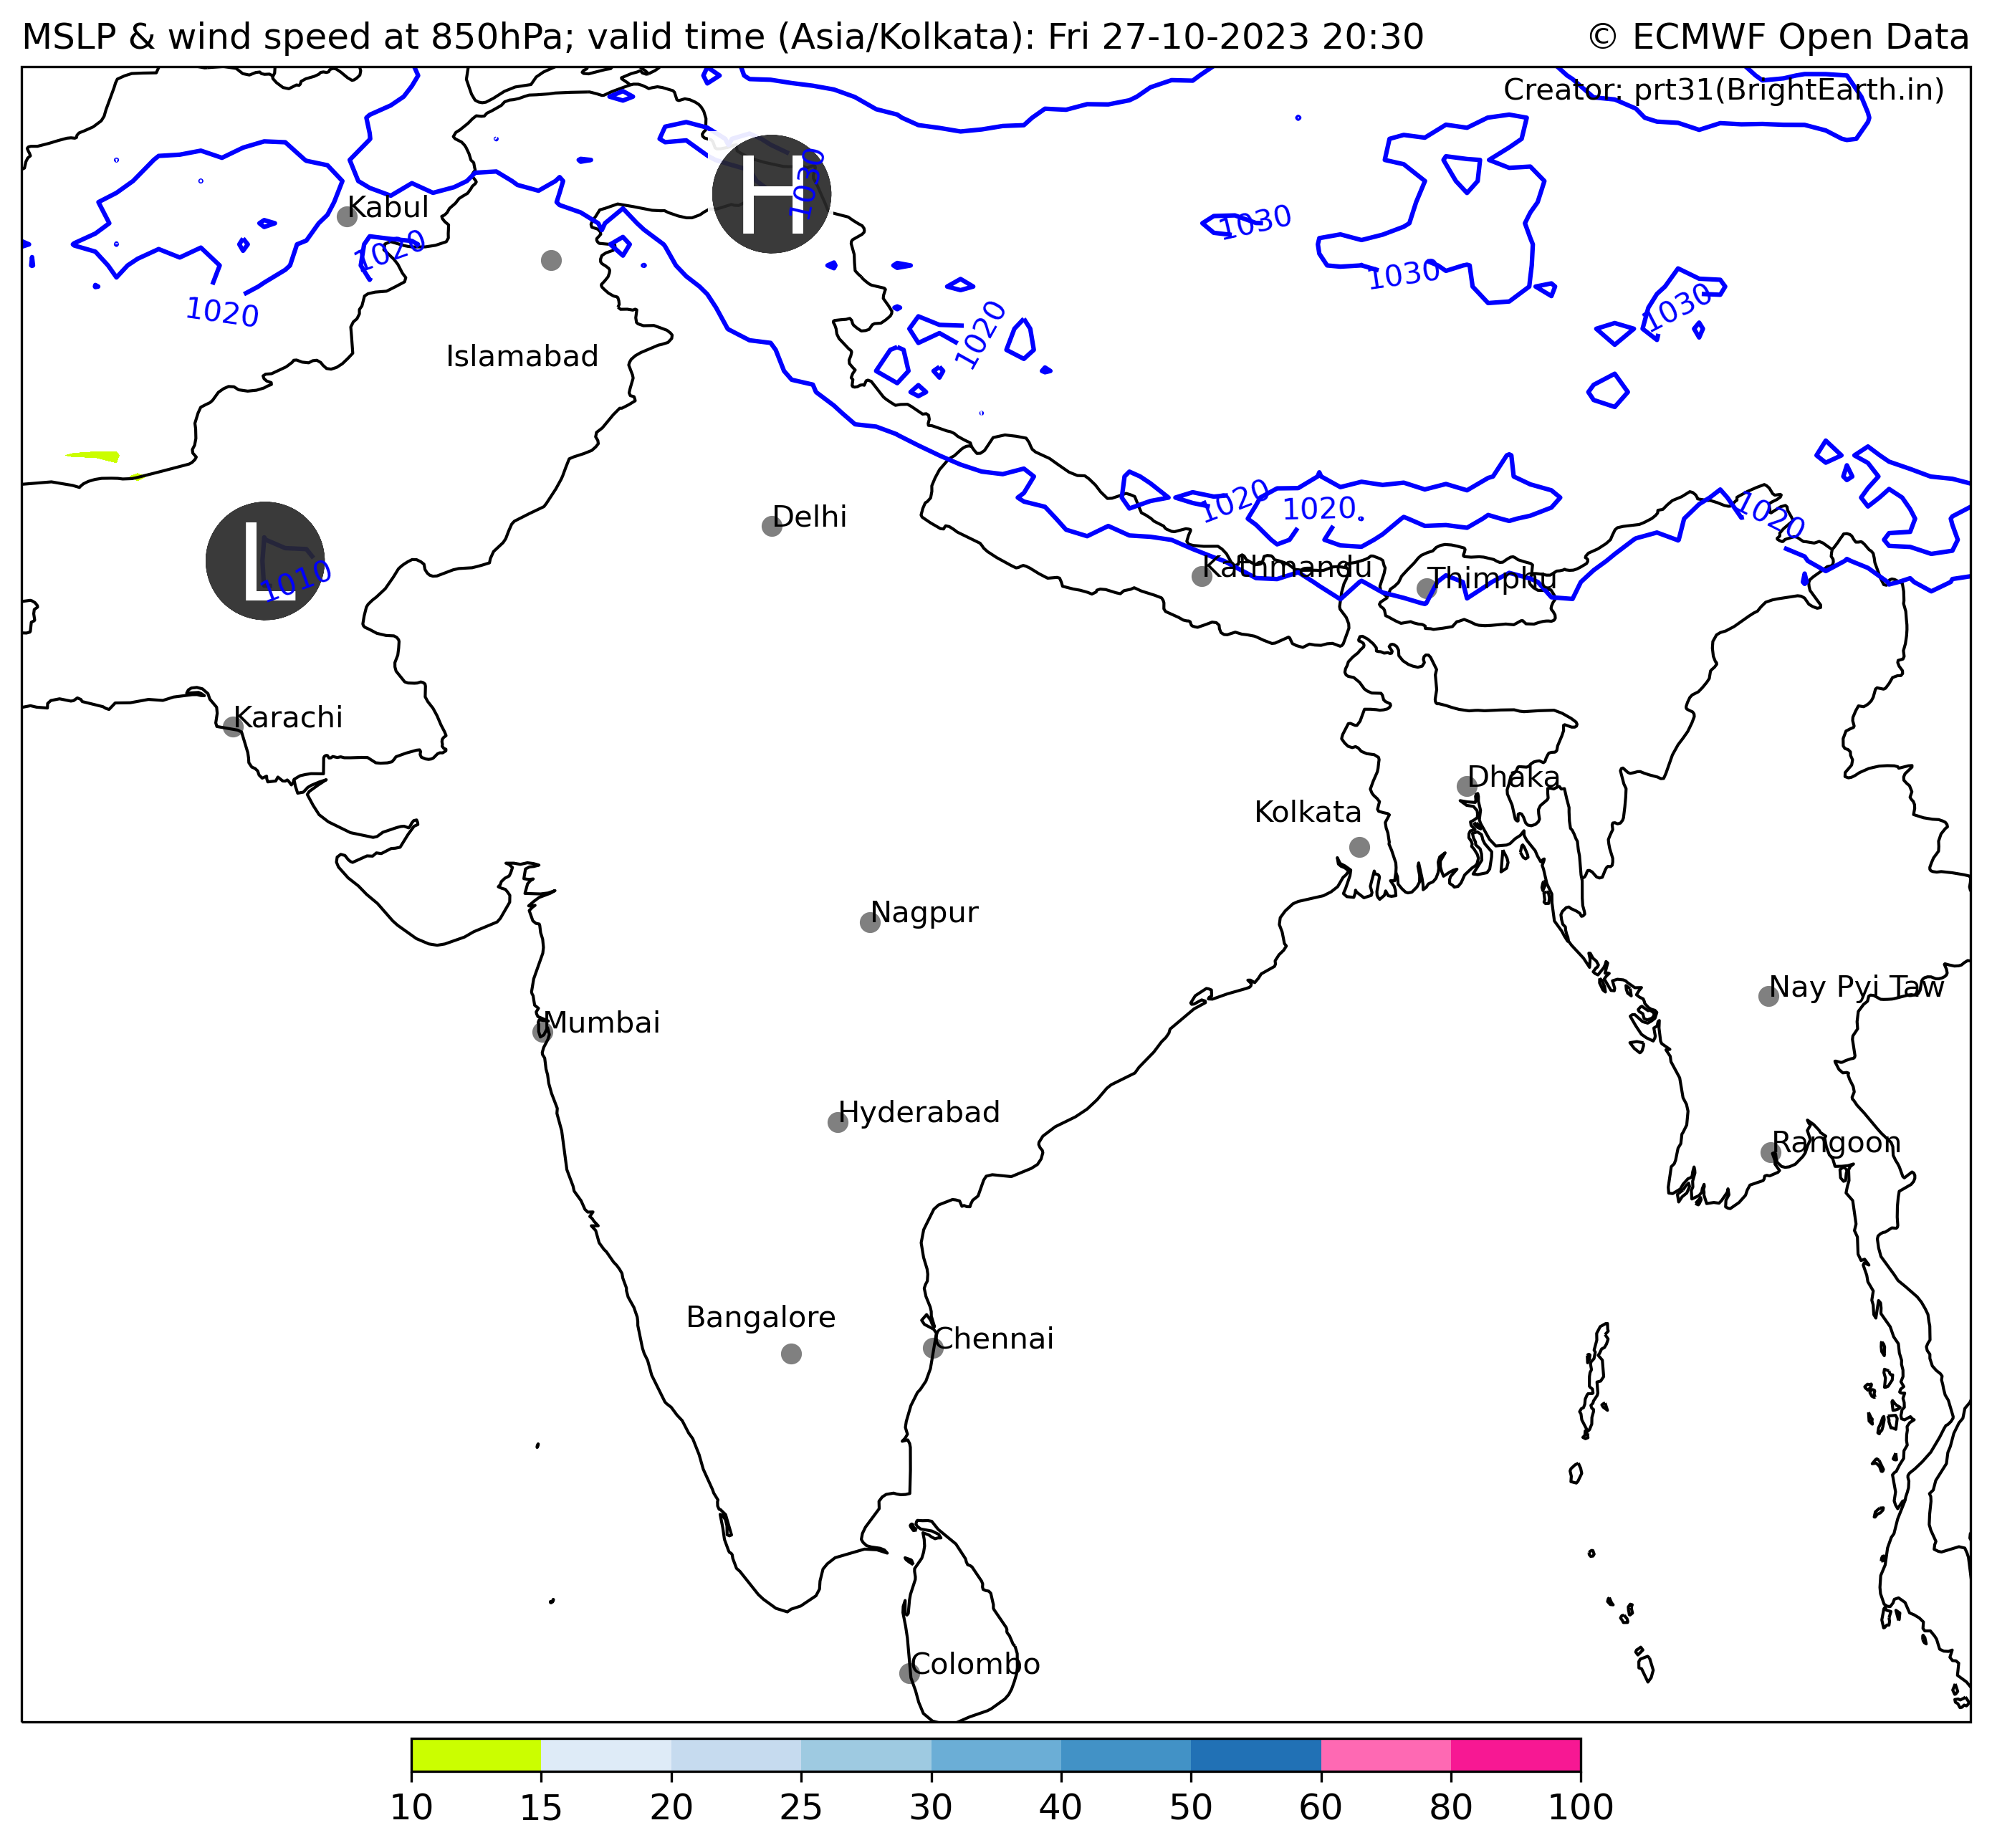 MSLP & wind speed at 850hPa; valid time (Asia/Kolkata): Fri 27-10-2023 20:30 © ECMWF Open Data
Creator: prt31(BrightEarth.in)
H
1030
Kabul
1030
1020
1030
1020
1030
1020
Islamabad
1020
1020
1020
Delhi
L
1010
Kathmandu
Thimphu
Karachi
Dhaka
Kolkata
Nagpur
Nay Pyi Taw
Mumbai
Hyderabad
Rangoon
Bangalore
Chennai
Colombo
10 15 20 25 30 40 50 60 80 100